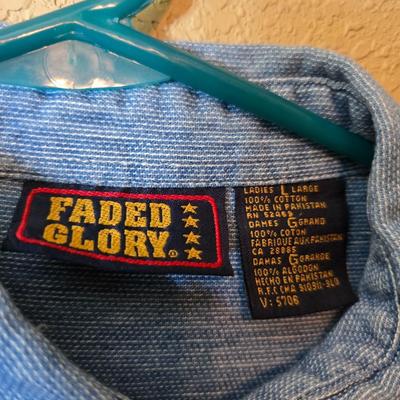 FADED
GLORY®
LADIES L LARGE
100% COTTON
MADE IN PAKISTAN
RN 52469
DAMES G GRAND
100% COTON
FABRIQUE AUX PAKISTAN
CA 28885
DAMAS G GRANDE
100% ALGODON
HECHO EN PAKISTAN
V: 5706